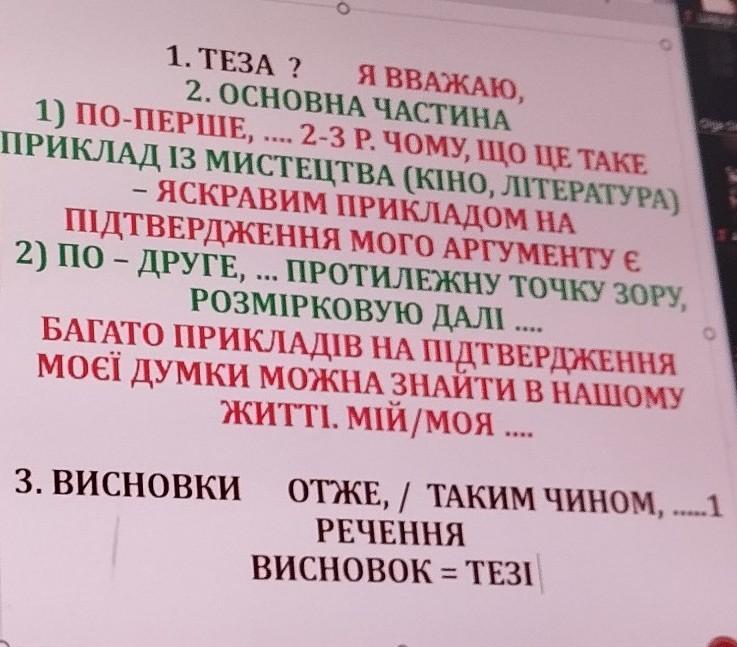 1. ТЕЗА ? Я ВВАЖАЮ,
2. ОСНОВНА ЧАСТИНА
1) ПО-ПЕРШЕ, .... 2-3 Р. ЧОМУ, ЩО ЦЕ ТАКЕ
ПРИКЛАД ІЗ МИСТЕЦТВА (КІНО, ЛІТЕРАТУРА)
– ЯСКРАВИМ ПРИКЛАДОМ НА
ПІДТВЕРДЖЕННЯ МОГО АРГУМЕНТУ Є
2) ПО – ДРУГЕ, ... ПРОТИЛЕЖНУ ТОЧКУ ЗОРУ,
РОЗМІРКОВУЮ ДАЛІ ....
БАГАТО ПРИКЛАДІВ НА ПІДТВЕРДЖЕННЯ
МОЄЇ ДУМКИ МОЖНА ЗНАЙТИ В НАШОМУ
ЖИТТІ. МІЙ/МОЯ ....
3. ВИСНОВКИ ОТЖЕ, / ТАКИМ ЧИНОМ, .....1
РЕЧЕННЯ
ВИСНОВОК = ТЕЗІ